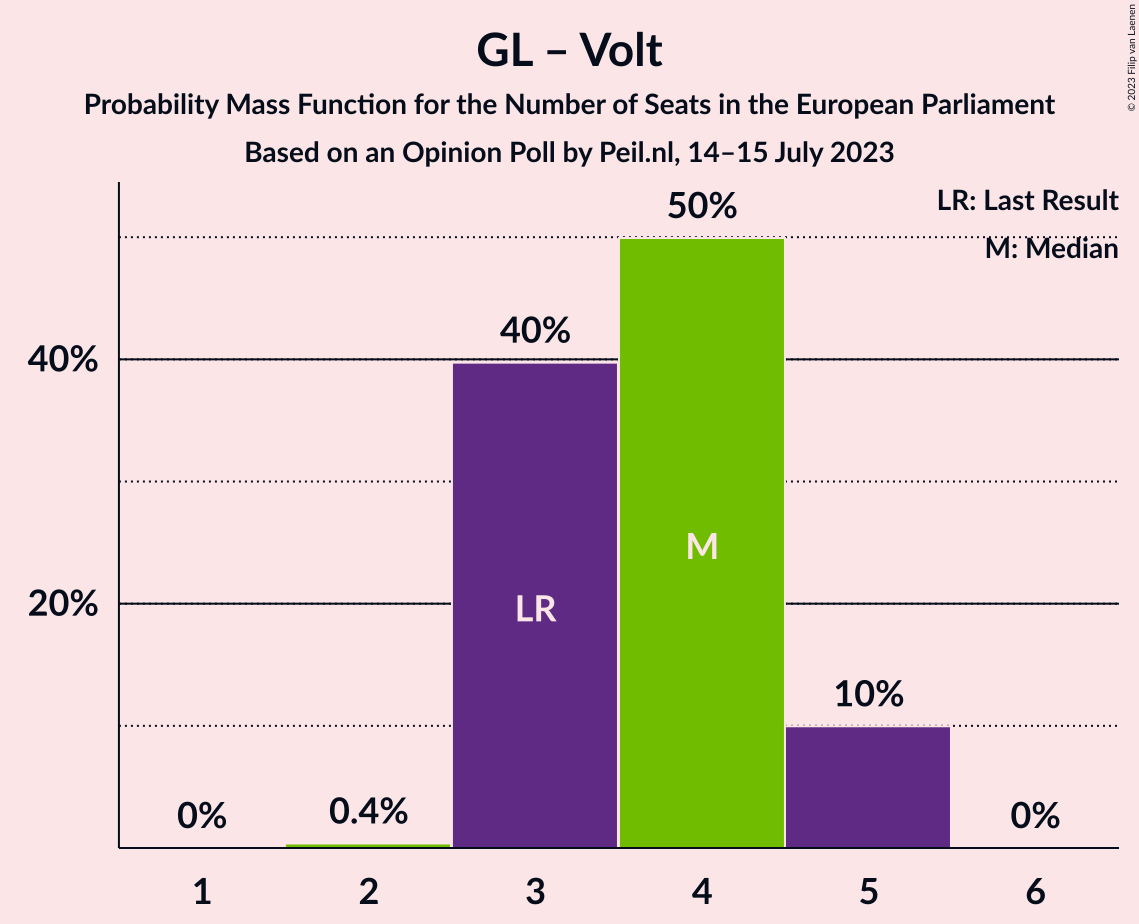 GL – Volt
Probability Mass Function for the Number of Seats in the European Parliament
Based on an Opinion Poll by Peil.nl, 14–15 July 2023
© 2023 Filip van Laenen
LR: Last Result
M: Median
50%
40%
40%
M
LR
20%
10%
0%
0.4%
0%
1 2 3 4 5 6